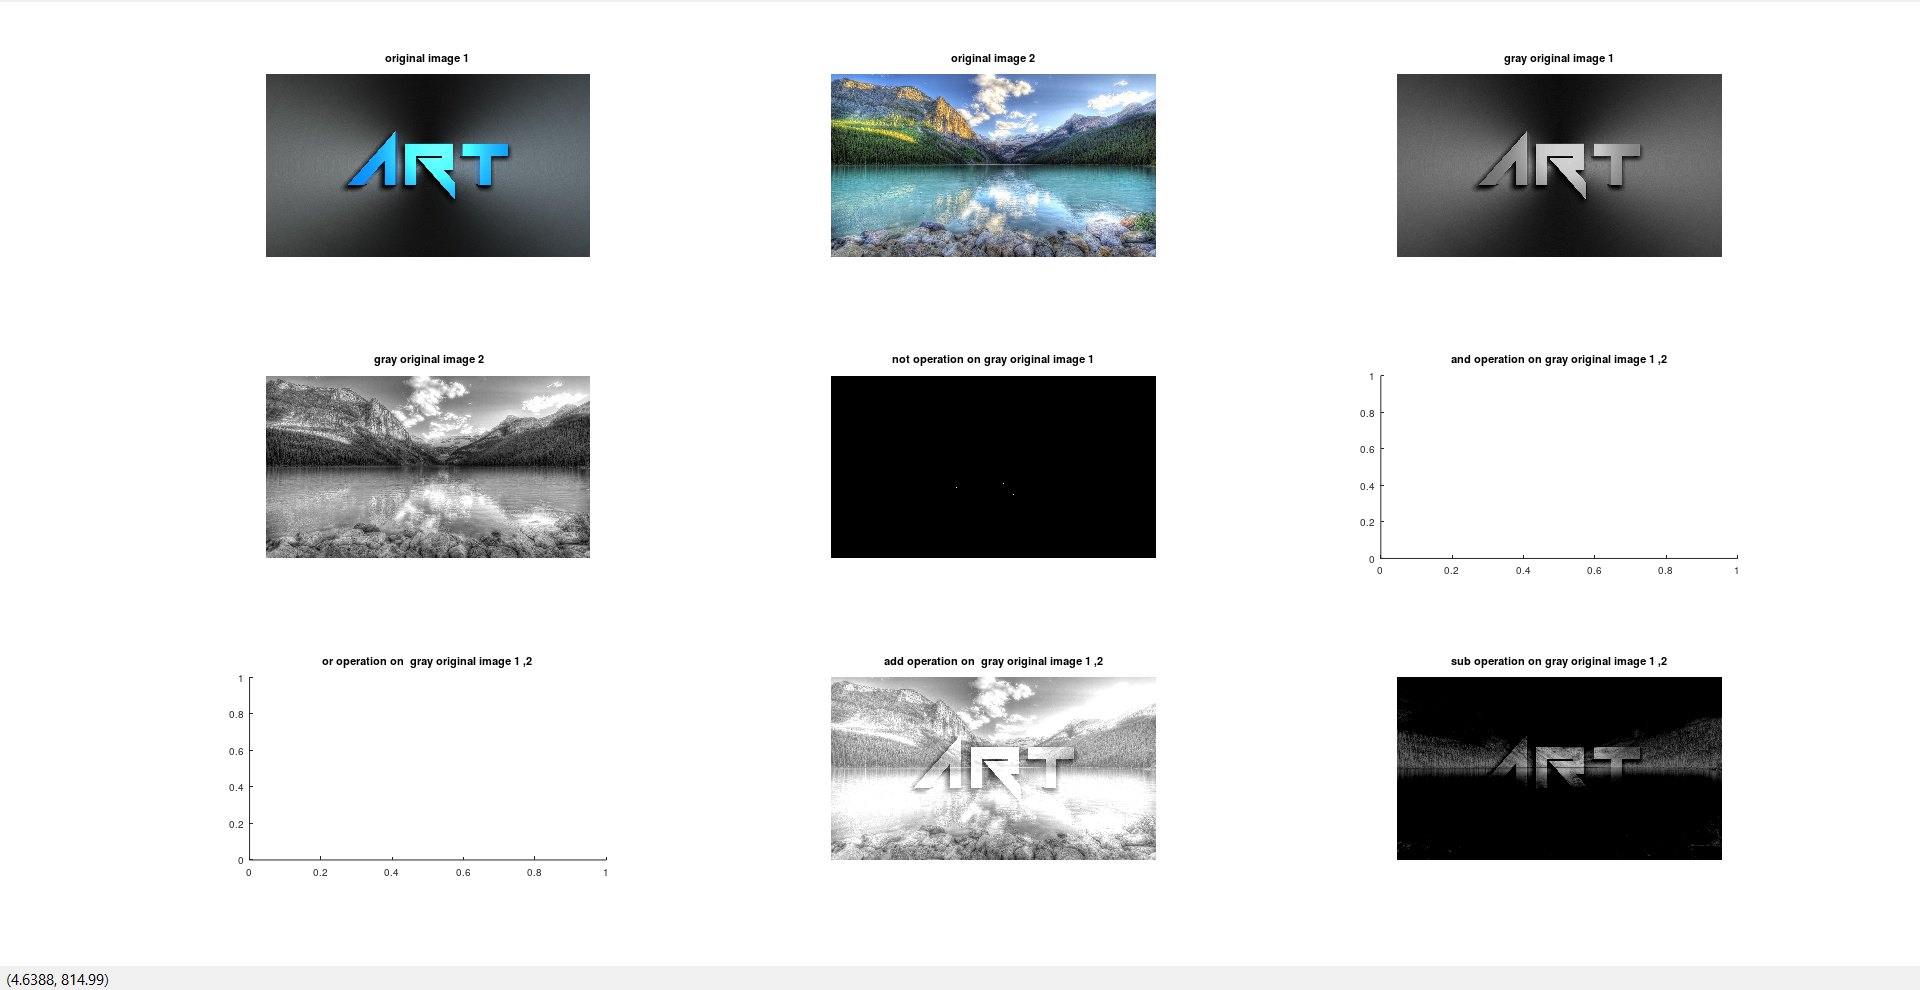 original image 1
original image 2
gray original image 1
ART
ART
gray original image 2
not operation on gray original image 1
and operation on gray original image 1 ,2
1
0.8
0.6
0.4
0.2
0
0 0.2 0.4 0.6 0.8 1
or operation on  gray original image 1 ,2
add operation on  gray original image 1 ,2
sub operation on gray original image 1 ,2
1
0.8
0.6
0.4
0.2
0
0 0.2 0.4 0.6 0.8 1
ART
ART
(4.6388, 814.99)